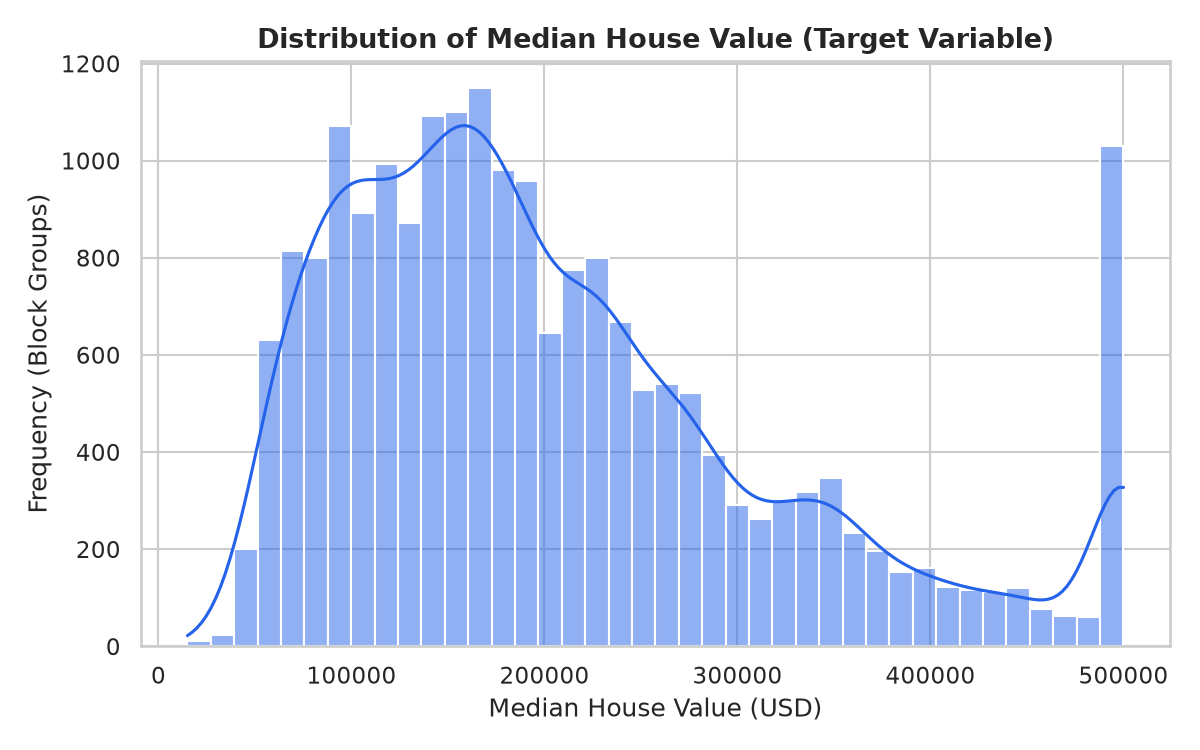 Distribution of Median House Value (Target Variable)
Frequency (Block Groups)
1200
1000
800
600
400
200
0
0 100000 200000 300000 400000 500000
Median House Value (USD)